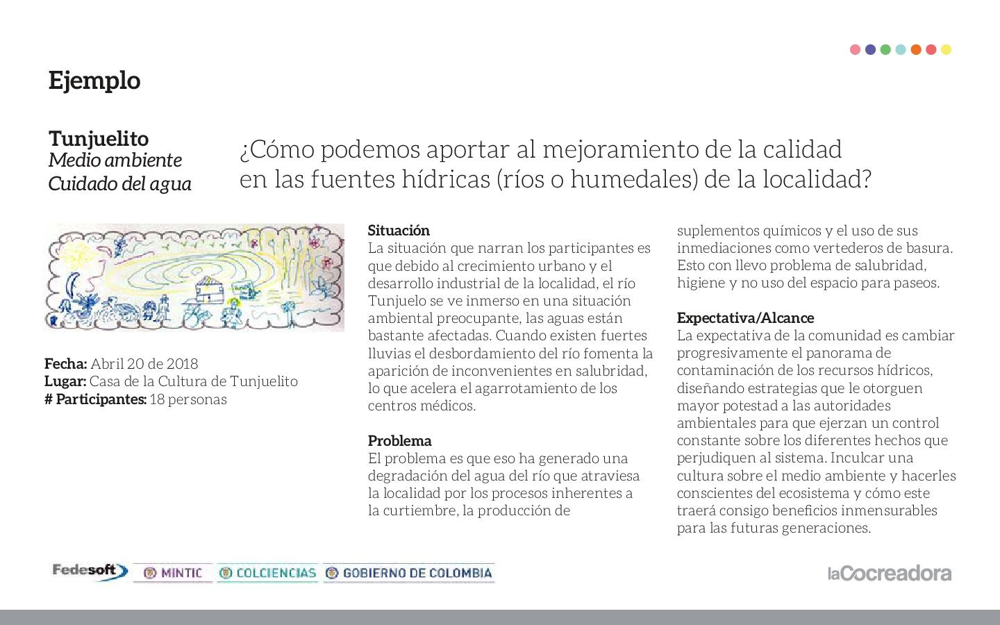 Ejemplo
Tunjuelito
Medio ambiente
Cuidado del agua
¿Cómo podemos aportar al mejoramiento de la calidad
en las fuentes hídricas (ríos o humedales) de la localidad?
Fecha: Abril 20 de 2018
Lugar: Casa de la Cultura de Tunjuelito
# Participantes: 18 personas
Situación
La situación que narran los participantes es
que debido al crecimiento urbano y el
desarrollo industrial de la localidad, el río
Tunjuelo se ve inmerso en una situación
ambiental preocupante, las aguas están
bastante afectadas. Cuando existen fuertes
lluvias el desbordamiento del río fomenta la
aparición de inconvenientes en salubridad,
lo que acelera el agarrotamiento de los
centros médicos.
Problema
El problema es que eso ha generado una
degradación del agua del río que atraviesa
la localidad por los procesos inherentes a
la curtiembre, la producción de
suplementos químicos y el uso de sus
inmediaciones como vertederos de basura.
Esto con llevo problema de salubridad,
higiene y no uso del espacio para paseos.
Expectativa/Alcance
La expectativa de la comunidad es cambiar
progresivamente el panorama de
contaminación de los recursos hídricos,
diseñando estrategias que le otorguen
mayor potestad a las autoridades
ambientales para que ejerzan un control
constante sobre los diferentes hechos que
perjudiquen al sistema. Inculcar una
cultura sobre el medio ambiente y hacerles
conscientes del ecosistema y cómo este
traerá consigo beneficios inmensurables
para las futuras generaciones.
Fedesoft MINTIC COLCIENCIAS GOBIERNO DE COLOMBIA
laCocreadora